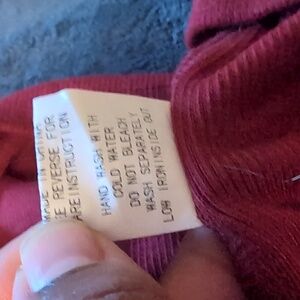 MADE IN CHINA
SEE REVERSE FOR
CARE INSTRUCTION
HAND WASH WITH
COLD WATER
DO NOT BLEACH
WASH SEPARATELY
LOW IRON INSIDE OUT